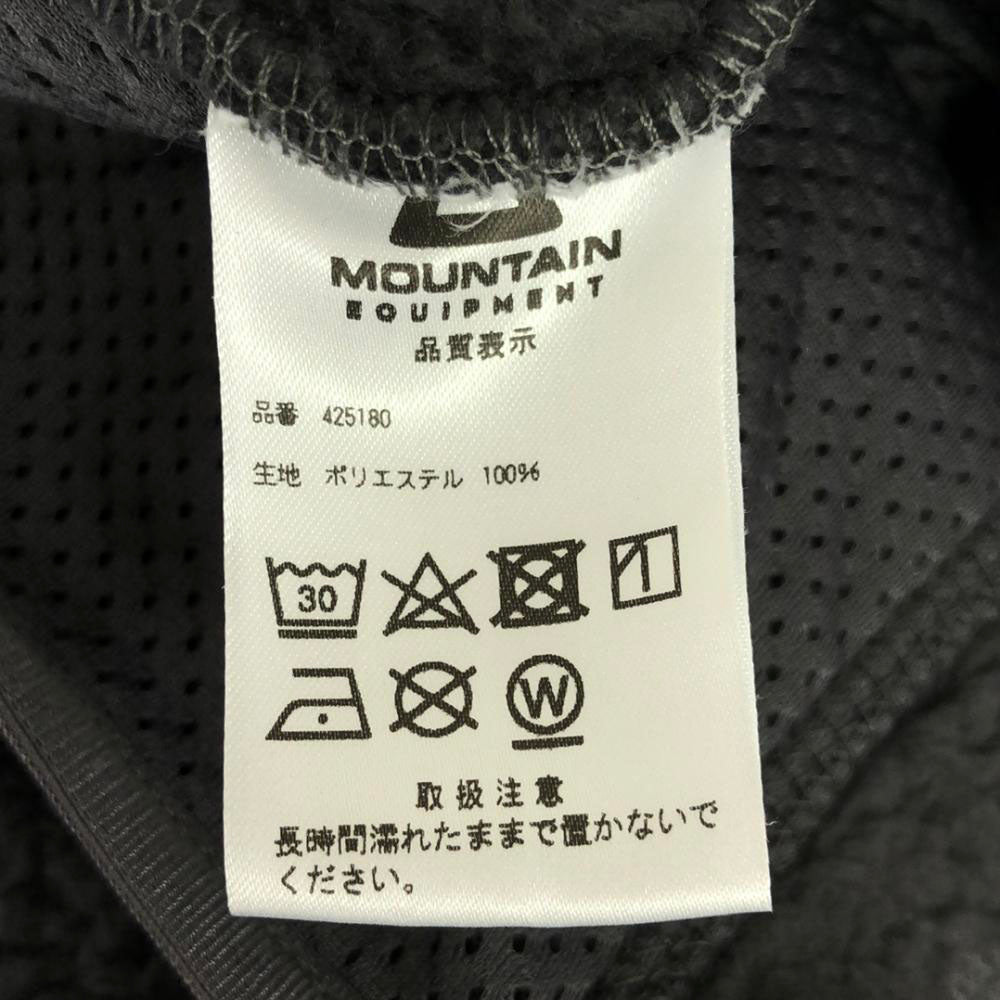 MOUNTAIN
EQUIPMENT
品質表示
品番 425180
生地 ポリエステル 100%
30
W
取扱注意
長時間濡れたままで置かないで
ください。